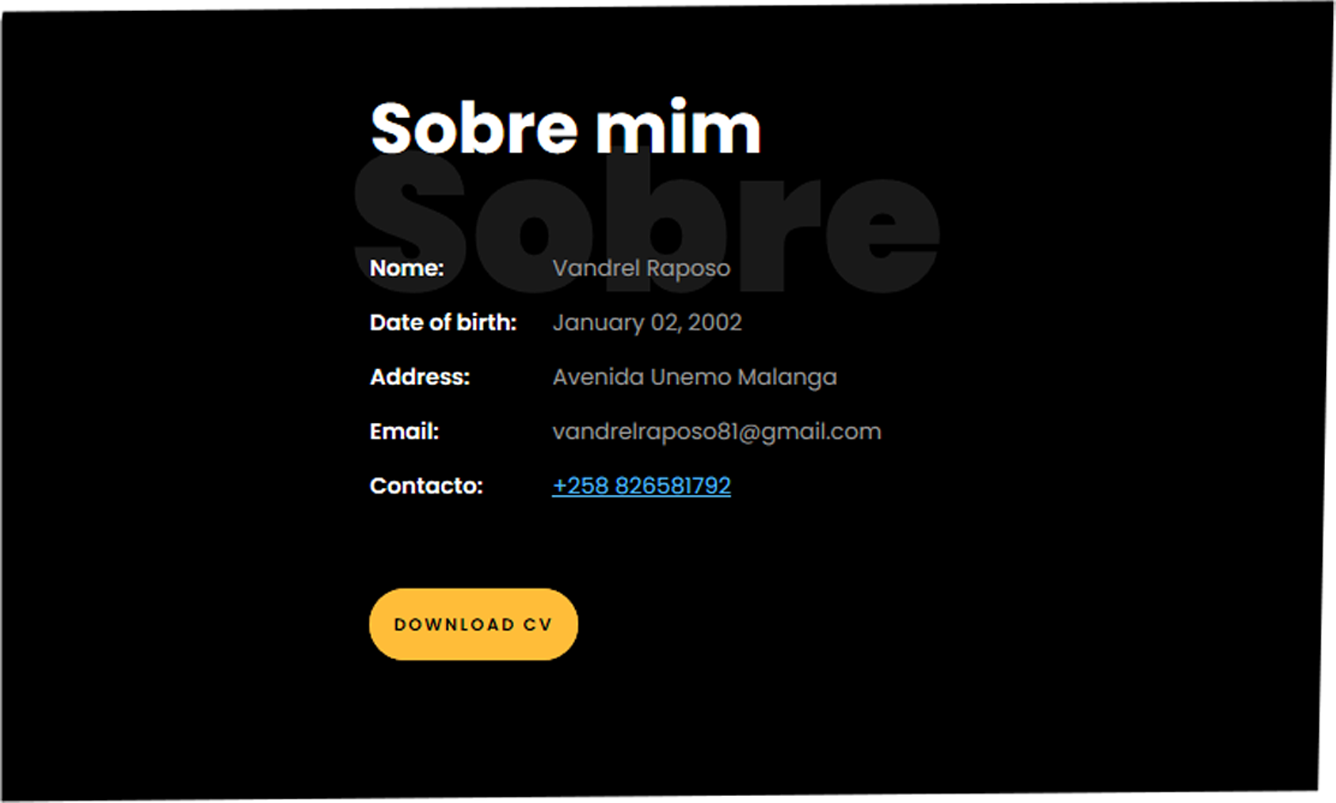 Sobre mim
Sobre
Nome: Vandrel Raposo
Date of birth: January 02, 2002
Address: Avenida Unemo Malanga
Email: vandrelraposo81@gmail.com
Contacto: +258 826581792
DOWNLOAD CV